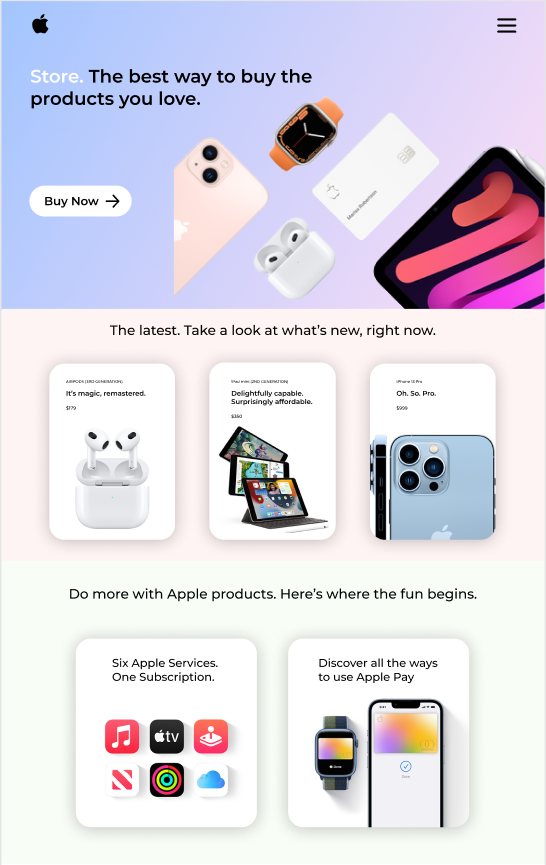 Store. The best way to buy the
products you love.
Buy Now
The latest. Take a look at what's new, right now.
AIRPODS (3RD GENERATION)
It's magic, remastered.
$179
iPad mini (2ND GENERATION)
Delightfully capable.
Surprisingly affordable.
$350
iPhone 13 Pro
Oh. So. Pro.
$999
Do more with Apple products. Here's where the fun begins.
Six Apple Services.
One Subscription.
tv
Discover all the ways
to use Apple Pay
Done
Done